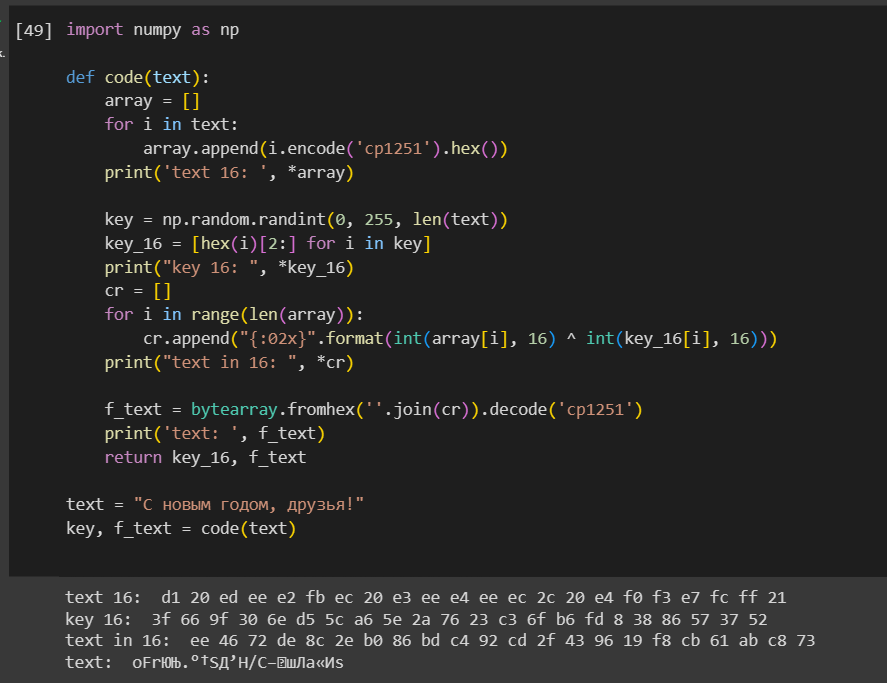 [49] import numpy as np
def code(text):
    array = []
    for i in text:
        array.append(i.encode('cp1251').hex())
    print('text 16: ', *array)
    key = np.random.randint(0, 255, len(text))
    key_16 = [hex(i)[2:] for i in key]
    print("key 16: ", *key_16)
    cr = []
    for i in range(len(array)):
        cr.append("{:02x}".format(int(array[i], 16) ^ int(key_16[i], 16)))
    print("text in 16: ", *cr)
    f_text = bytearray.fromhex(''.join(cr)).decode('cp1251')
    print('text: ', f_text)
    return key_16, f_text
text = "С новым годом, друзья!"
key, f_text = code(text)
text 16:  d1 20 ed ee e2 fb ec 20 e3 ee e4 ee ec 2c 20 e4 f0 f3 e7 fc ff 21
key 16:  3f 66 9f 30 6e d5 5c a6 5e 2a 76 23 c3 6f b6 fd 8 38 86 57 37 52
text in 16:  ee 46 72 de 8c 2e b0 86 bd c4 92 cd 2f 43 96 19 f8 cb 61 ab c8 73
text:  оFrЮЊ.°†ЅД’Н/C–шЛa«Иs